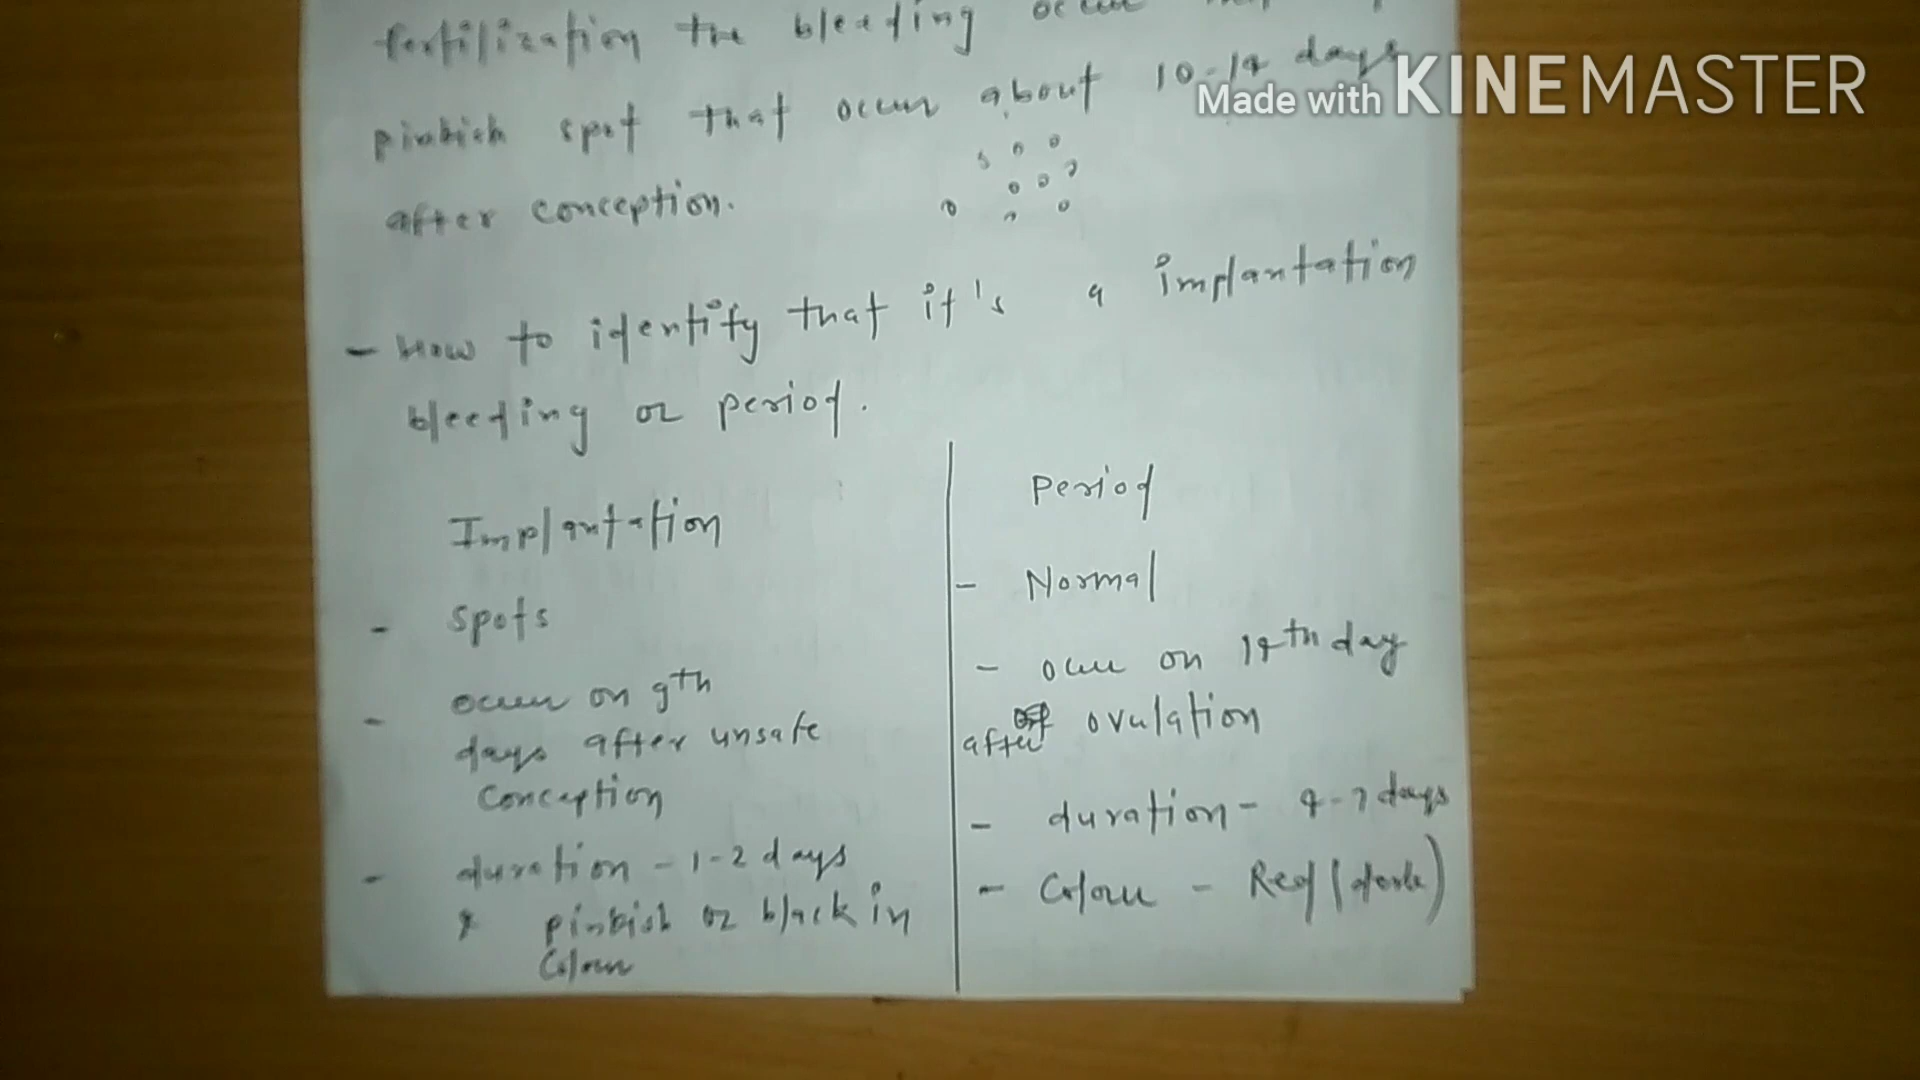 fertilization the bleeding occur
pinkish spot that occur about 10-14 days
Made with KINEMASTER
after conception.
- How to identify that it's a implantation
bleeding or period.
Implantation
- spots
- occur on 9th
days after unsafe
conception
- duration - 1-2 days
* pinkish or black in
Colour
Period
- Normal
- occur on 14th day
after ovulation
- duration - 4-7 days
- Colour - Red (dark)